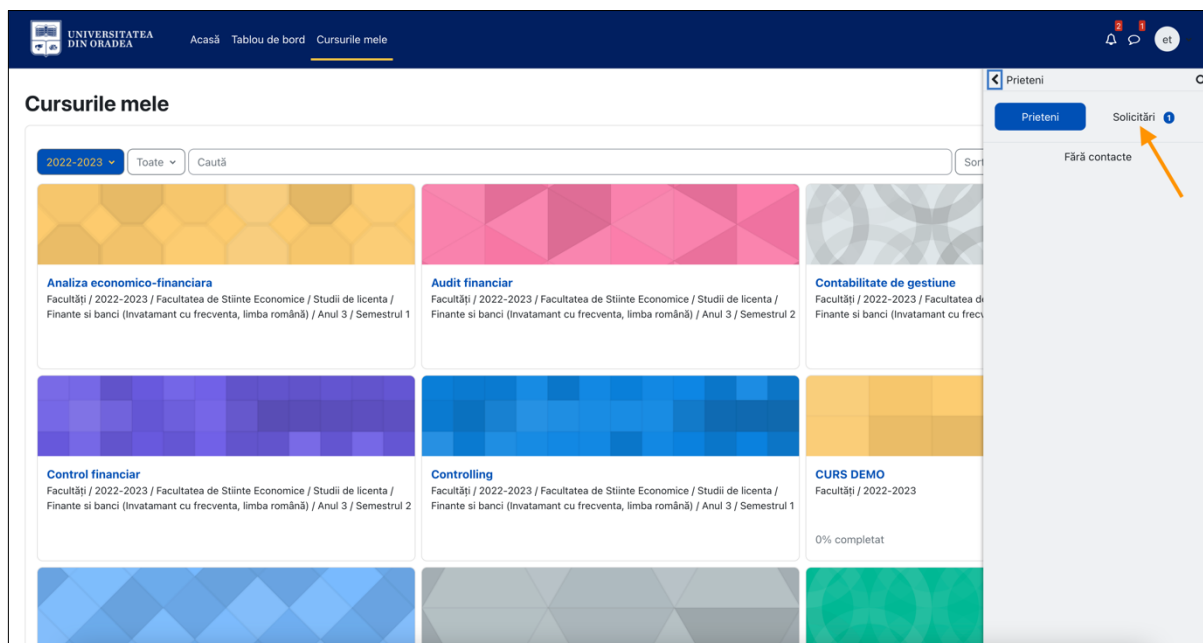 UNIVERSITATEA
DIN ORADEA
Acasă Tablou de bord Cursurile mele
2 1
et
Prieteni
Cursurile mele
Prieteni Solicitări 1
Fără contacte
2022-2023 Toate Caută Sort
Analiza economico-financiara
Facultăți / 2022-2023 / Facultatea de Stiinte Economice / Studii de licenta /
Finante si banci (Invatamant cu frecventa, limba română) / Anul 3 / Semestrul 1
Audit financiar
Facultăți / 2022-2023 / Facultatea de Stiinte Economice / Studii de licenta /
Finante si banci (Invatamant cu frecventa, limba română) / Anul 3 / Semestrul 2
Contabilitate de gestiune
Facultăți / 2022-2023 / Facultatea
Finante si banci (Invatamant cu
Control financiar
Facultăți / 2022-2023 / Facultatea de Stiinte Economice / Studii de licenta /
Finante si banci (Invatamant cu frecventa, limba română) / Anul 3 / Semestrul 2
Controlling
Facultăți / 2022-2023 / Facultatea de Stiinte Economice / Studii de licenta /
Finante si banci (Invatamant cu frecventa, limba română) / Anul 3 / Semestrul 1
CURS DEMO
Facultăți / 2022-2023
0% completat